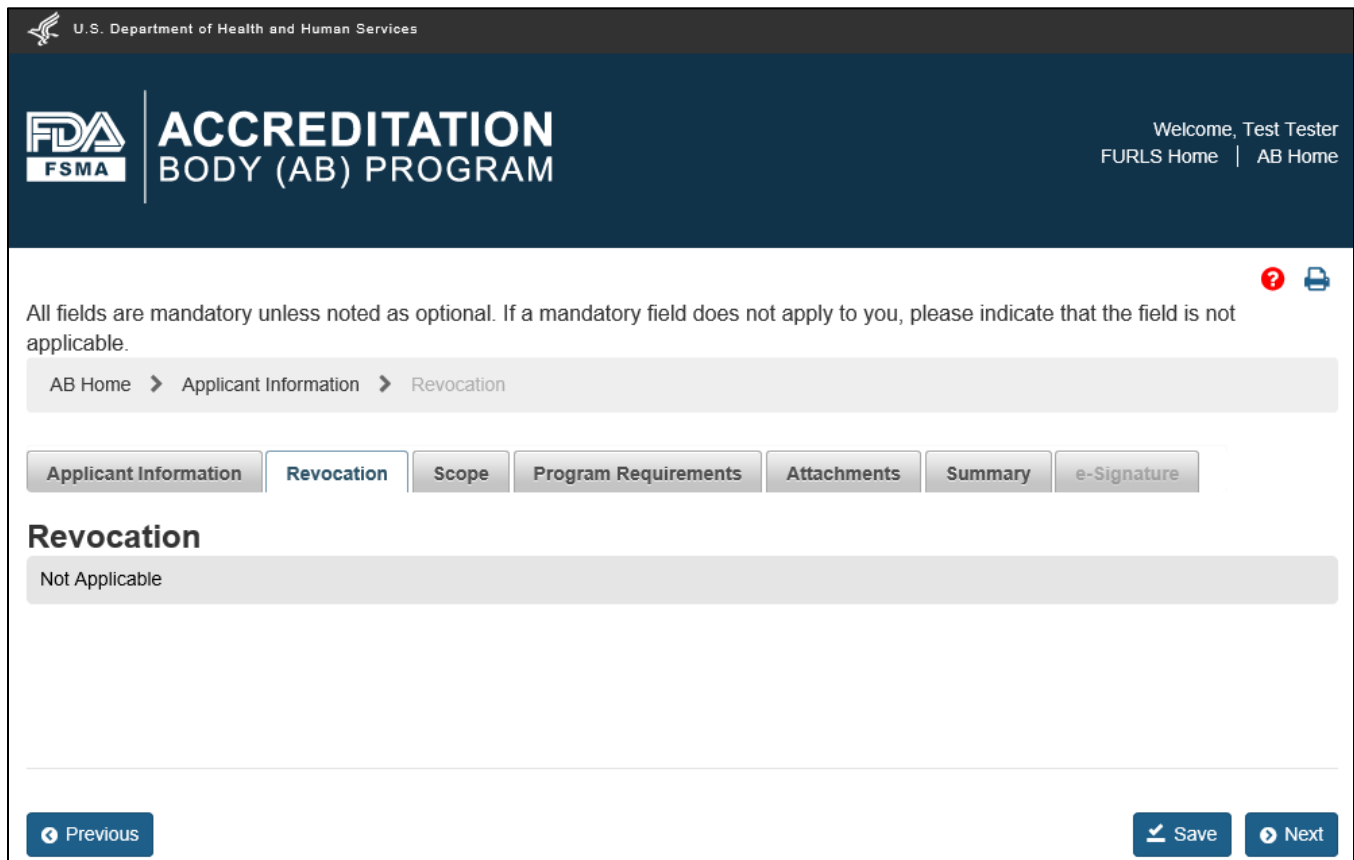 U.S. Department of Health and Human Services
FDA
FSMA
ACCREDITATION
BODY (AB) PROGRAM
Welcome, Test Tester
FURLS Home | AB Home
All fields are mandatory unless noted as optional. If a mandatory field does not apply to you, please indicate that the field is not
applicable.
AB Home > Applicant Information > Revocation
Applicant Information Revocation Scope Program Requirements Attachments Summary e-Signature
Revocation
Not Applicable
Previous Save Next